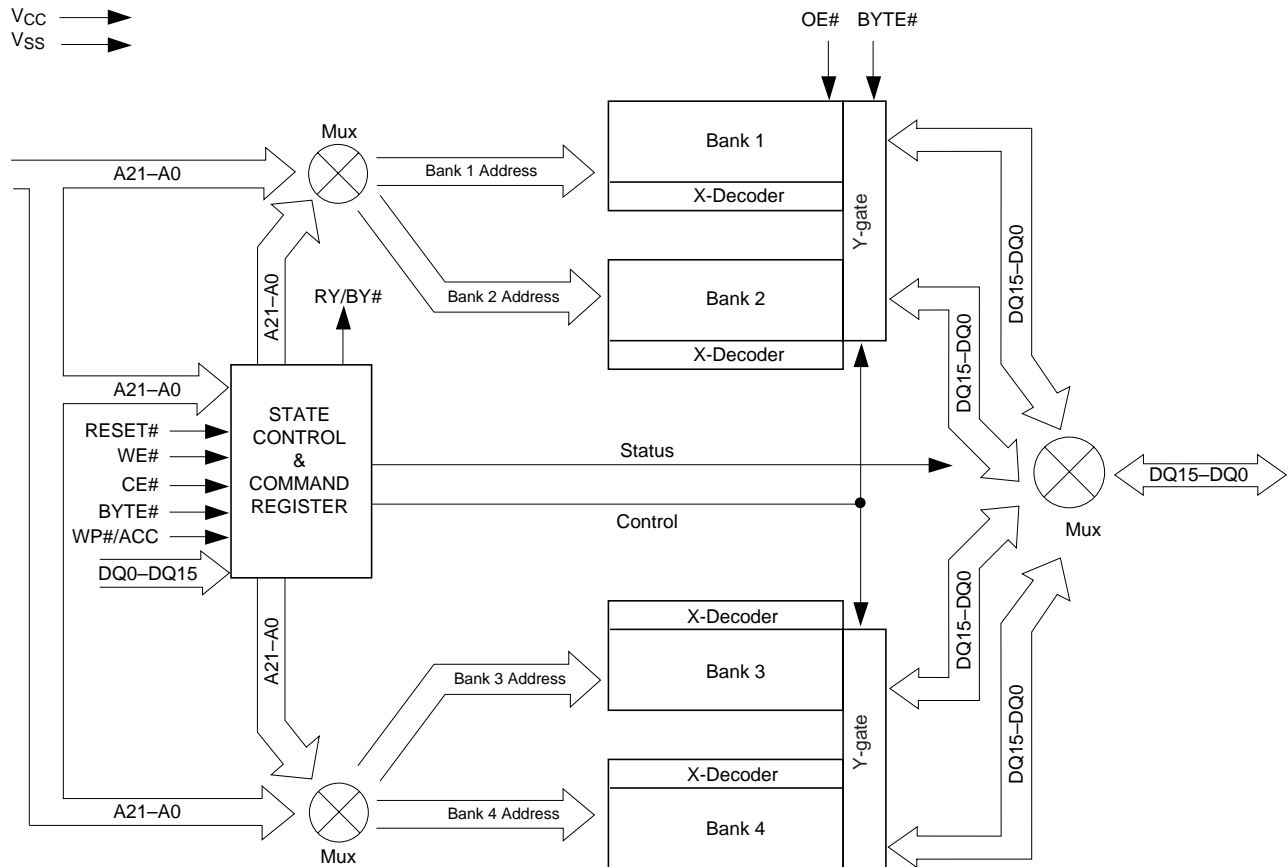 VCC
VSS
OE# BYTE#
Mux
A21–A0
Bank 1 Address
Bank 1
X-Decoder
Y-gate
DQ15–DQ0
A21–A0
RY/BY#
Bank 2 Address
Bank 2
X-Decoder
DQ15–DQ0
A21–A0
RESET#
WE#
CE#
BYTE#
WP#/ACC
DQ0–DQ15
STATE
CONTROL
&
COMMAND
REGISTER
Status
Control
DQ15–DQ0
Mux
A21–A0
X-Decoder
Bank 3 Address
Bank 3
Y-gate
DQ15–DQ0
DQ15–DQ0
A21–A0
Mux
Bank 4 Address
X-Decoder
Bank 4